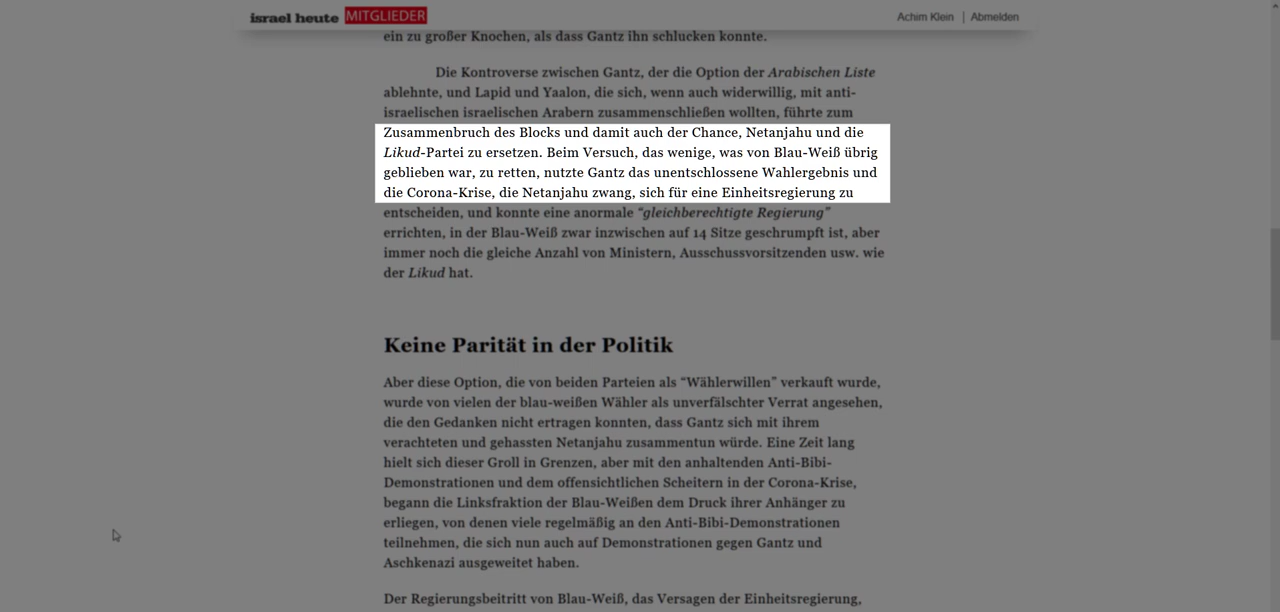 israel heute MITGLIEDER
Achim Klein | Abmelden
ein zu großer Knochen, als dass Gantz ihn schlucken konnte.
Die Kontroverse zwischen Gantz, der die Option der Arabischen Liste
ablehnte, und Lapid und Yaalon, die sich, wenn auch widerwillig, mit anti-
israelischen israelischen Arabern zusammenschließen wollten, führte zum
Zusammenbruch des Blocks und damit auch der Chance, Netanjahu und die
Likud-Partei zu ersetzen. Beim Versuch, das wenige, was von Blau-Weiß übrig
geblieben war, zu retten, nutzte Gantz das unentschlossene Wahlergebnis und
die Corona-Krise, die Netanjahu zwang, sich für eine Einheitsregierung zu
entscheiden, und konnte eine anormale “gleichberechtigte Regierung”
errichten, in der Blau-Weiß zwar inzwischen auf 14 Sitze geschrumpft ist, aber
immer noch die gleiche Anzahl von Ministern, Ausschussvorsitzenden usw. wie
der Likud hat.
Keine Parität in der Politik
Aber diese Option, die von beiden Parteien als “Wählerwillen” verkauft wurde,
wurde von vielen der blau-weißen Wähler als unverfälschter Verrat angesehen,
die den Gedanken nicht ertragen konnten, dass Gantz sich mit ihrem
verachteten und gehassten Netanjahu zusammentun würde. Eine Zeit lang
hielt sich dieser Groll in Grenzen, aber mit den anhaltenden Anti-Bibi-
Demonstrationen und dem offensichtlichen Scheitern in der Corona-Krise,
begann die Linksfraktion der Blau-Weißen dem Druck ihrer Anhänger zu
erliegen, von denen viele regelmäßig an den Anti-Bibi-Demonstrationen
teilnehmen, die sich nun auch auf Demonstrationen gegen Gantz und
Aschkenazi ausgeweitet haben.
Der Regierungsbeitritt von Blau-Weiß, das Versagen der Einheitsregierung,